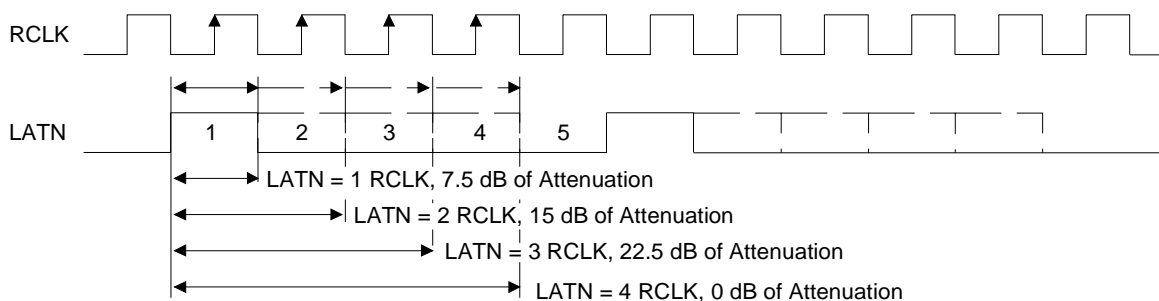 RCLK
LATN
1 2 3 4 5
LATN = 1 RCLK, 7.5 dB of Attenuation
LATN = 2 RCLK, 15 dB of Attenuation
LATN = 3 RCLK, 22.5 dB of Attenuation
LATN = 4 RCLK, 0 dB of Attenuation